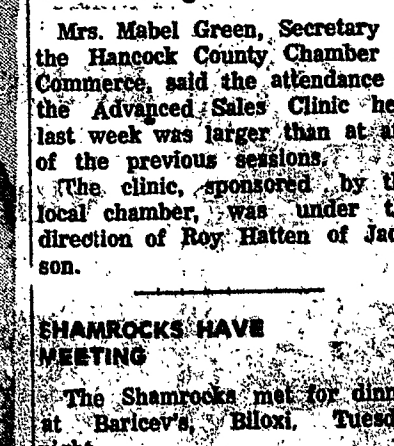 Mrs. Mabel Green, Secretary
the Hancock County Chamber
Commerce, said the attendance
the Advanced Sales Clinic he
last week was larger than at a
of the previous sessions.
The clinic, sponsored by t
local chamber, was under t
direction of Roy Hatten of Jac
son.
SHAMROCKS HAVE
MEETING
The Shamrocks met for dinn
at Baricev's, Biloxi, Tuesd